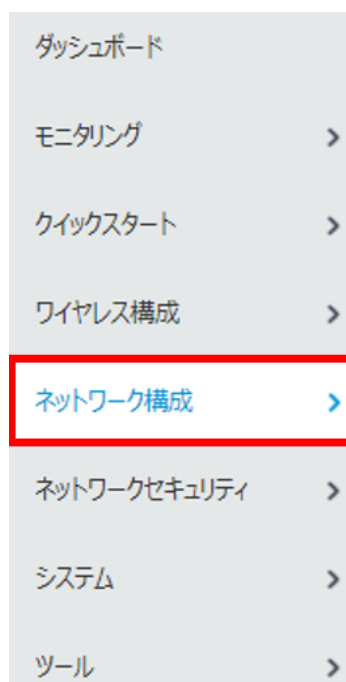 ダッシュボード
モニタリング
クイックスタート
ワイヤレス構成
ネットワーク構成
ネットワークセキュリティ
システム
ツール